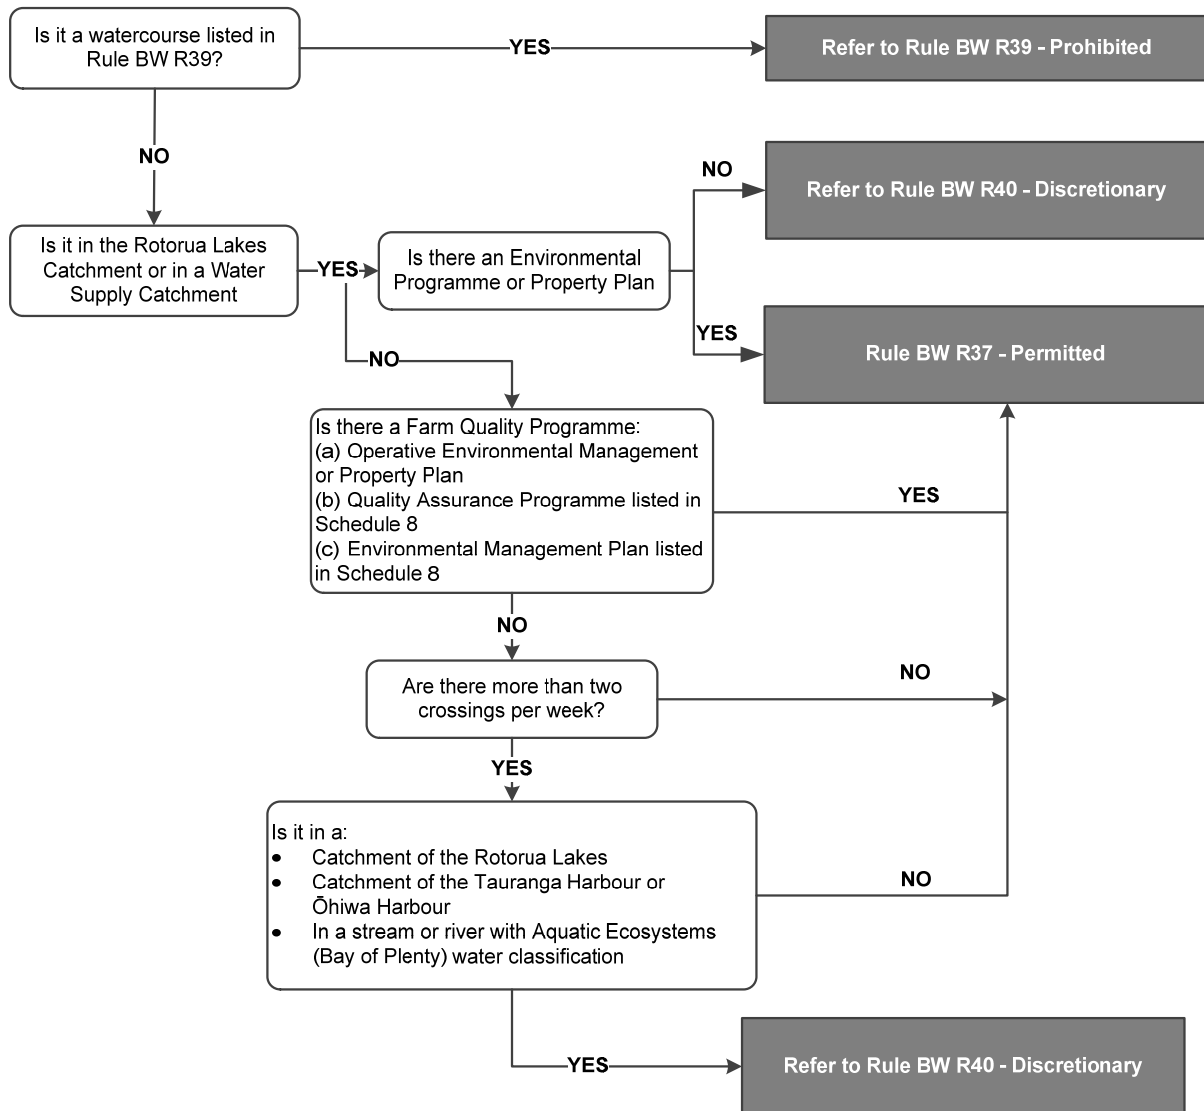 Is it a watercourse listed in
Rule BW R39?
YES
Refer to Rule BW R39 - Prohibited
NO
NO
Refer to Rule BW R40 - Discretionary
Is it in the Rotorua Lakes
Catchment or in a Water
Supply Catchment
YES
Is there an Environmental
Programme or Property Plan
YES
Rule BW R37 - Permitted
NO
Is there a Farm Quality Programme:
(a) Operative Environmental Management
or Property Plan
(b) Quality Assurance Programme listed in
Schedule 8
(c) Environmental Management Plan listed
in Schedule 8
YES
NO
Are there more than two
crossings per week?
NO
YES
Is it in a:
• Catchment of the Rotorua Lakes
• Catchment of the Tauranga Harbour or
Ōhiwa Harbour
• In a stream or river with Aquatic Ecosystems
(Bay of Plenty) water classification
NO
YES
Refer to Rule BW R40 - Discretionary